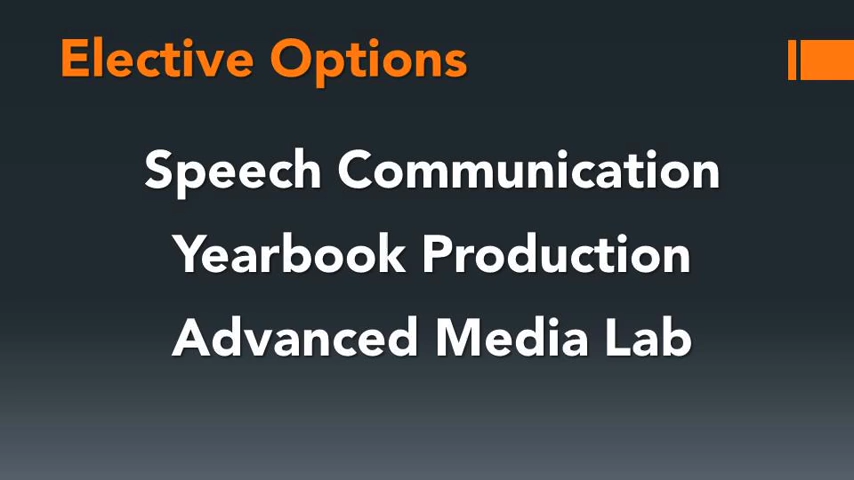 Elective Options
Speech Communication
Yearbook Production
Advanced Media Lab